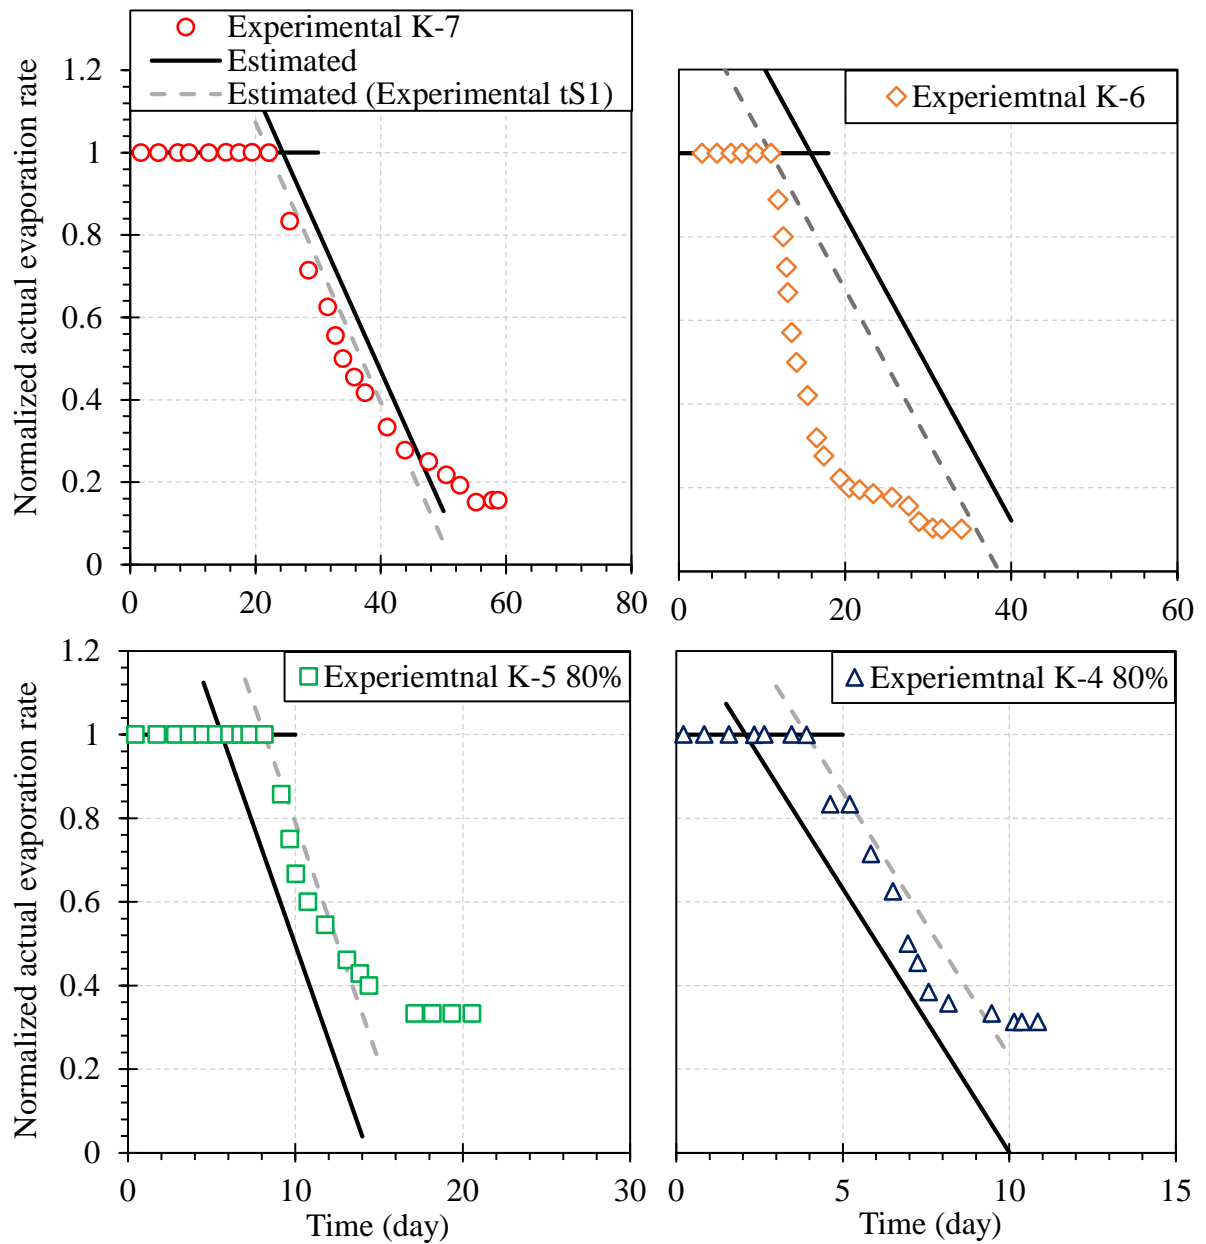 Experimental K-7
Estimated
Estimated (Experimental tS1)
Normalized actual evaporation rate
1.2
1
0.8
0.6
0.4
0.2
0
0 20 40 60 80
Experiemtnal K-6
0 20 40 60
Normalized actual evaporation rate
1.2
1
0.8
0.6
0.4
0.2
0
Experiemtnal K-5 80%
0 10 20 30
Time (day)
Experiemtnal K-4 80%
0 5 10 15
Time (day)